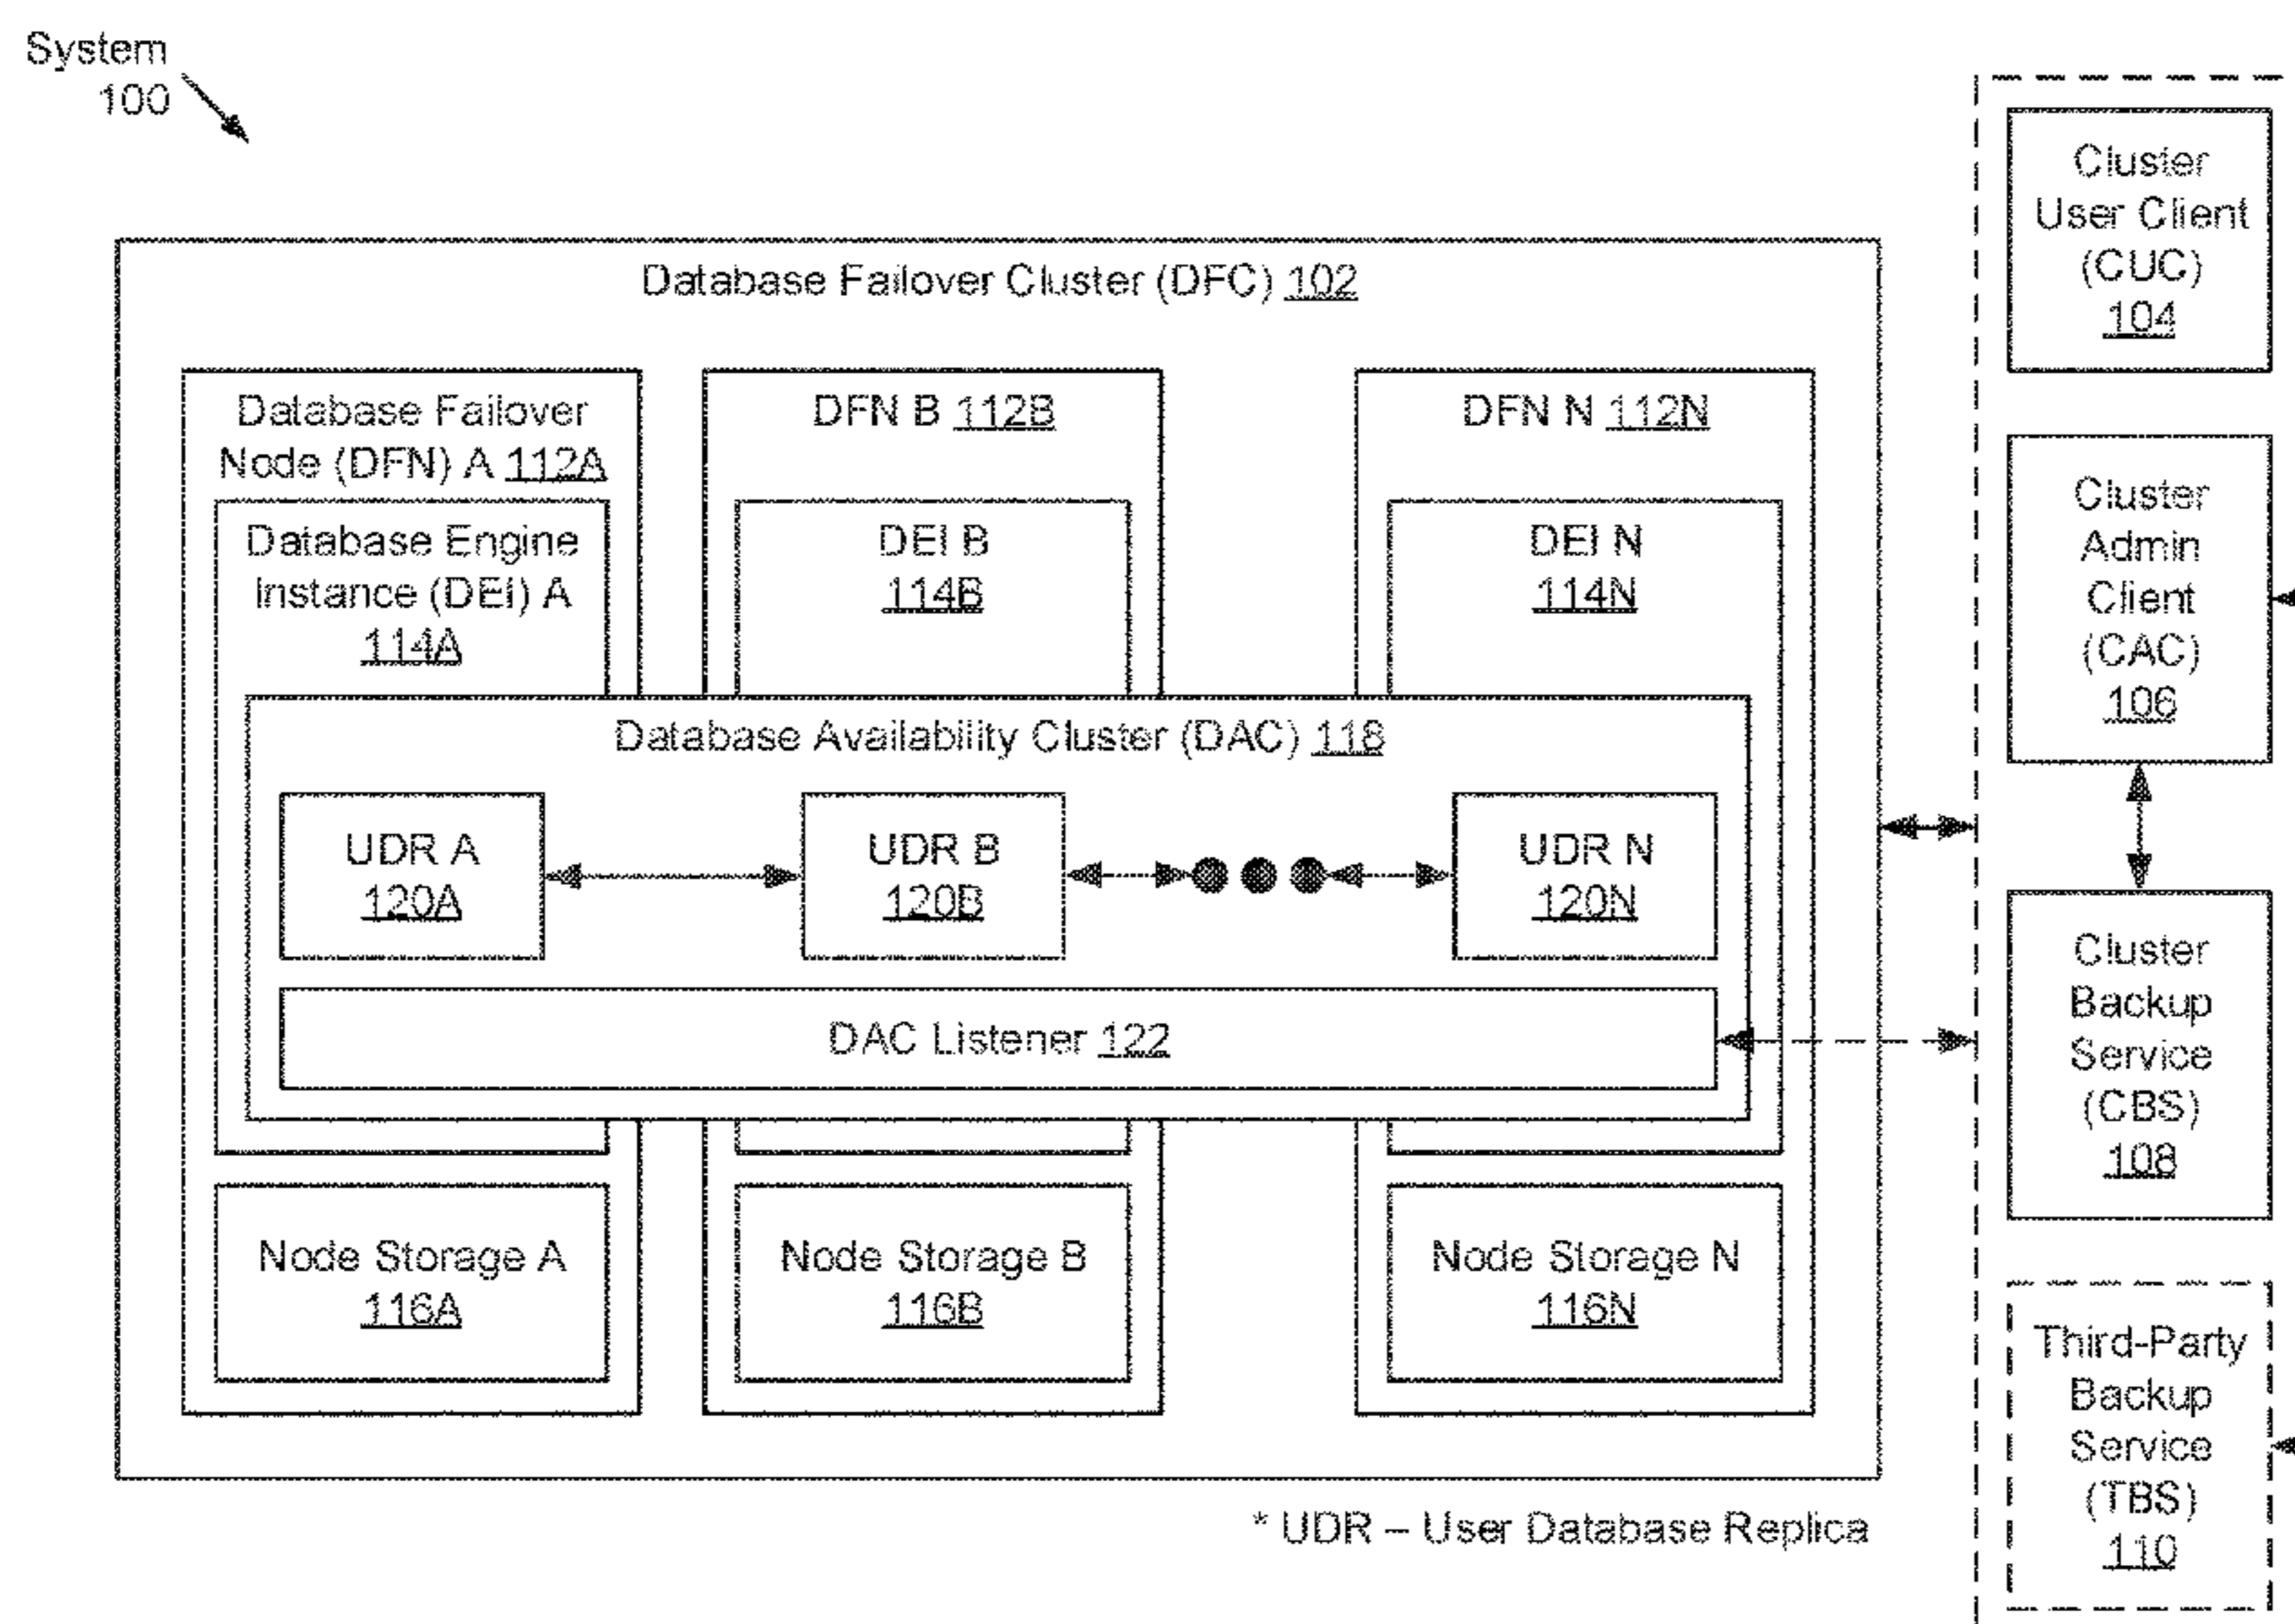 System
100
Database Failover Cluster (DFC) 102
Database Failover
Node (DFN) A 112A
Database Engine
Instance (DEI) A
114A
DFN B 112B
DEI B
114B
DFN N 112N
DEI N
114N
Database Availability Cluster (DAC) 118
UDR A
120A
UDR B
120B
UDR N
120N
DAC Listener 122
Node Storage A
116A
Node Storage B
116B
Node Storage N
116N
* UDR – User Database Replica
Cluster
User Client
(CUC)
104
Cluster
Admin
Client
(CAC)
106
Cluster
Backup
Service
(CBS)
108
Third-Party
Backup
Service
(TBS)
110